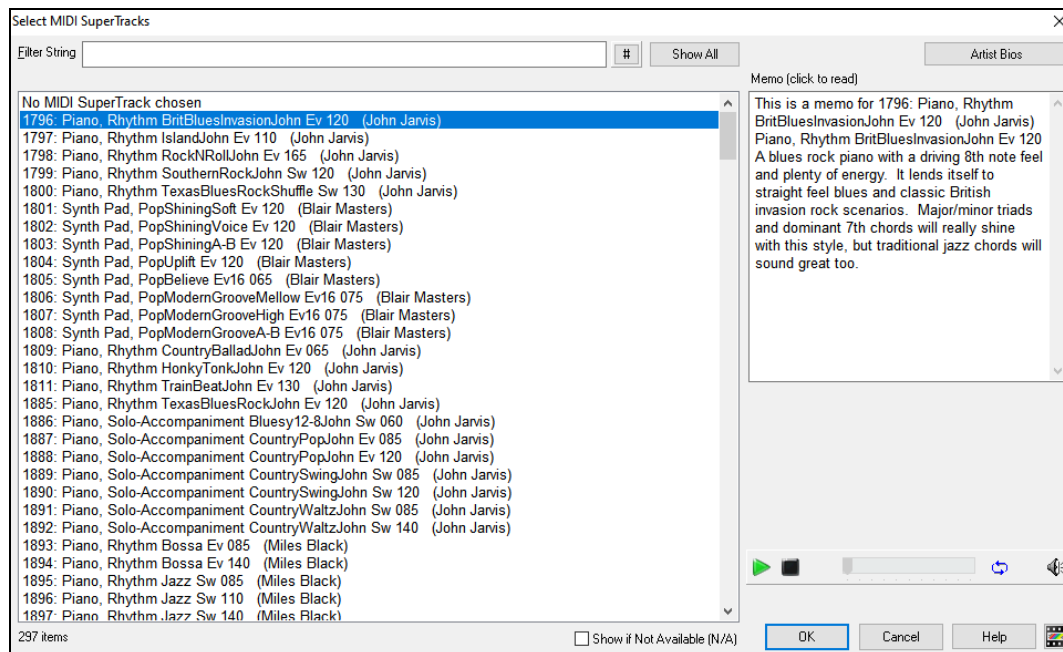 Select MIDI SuperTracks
Filter String
#
Show All
Artist Bios
Memo (click to read)
No MIDI SuperTrack chosen
1796: Piano, Rhythm BritBluesInvasionJohn Ev 120 (John Jarvis)
1797: Piano, Rhythm IslandJohn Ev 110 (John Jarvis)
1798: Piano, Rhythm RockNRollJohn Ev 165 (John Jarvis)
1799: Piano, Rhythm SouthernRockJohn Sw 120 (John Jarvis)
1800: Piano, Rhythm TexasBluesRockShuffle Sw 130 (John Jarvis)
1801: Synth Pad, PopShiningSoft Ev 120 (Blair Masters)
1802: Synth Pad, PopShiningVoice Ev 120 (Blair Masters)
1803: Synth Pad, PopShiningA-B Ev 120 (Blair Masters)
1804: Synth Pad, PopUplift Ev 120 (Blair Masters)
1805: Synth Pad, PopBelieve Ev16 065 (Blair Masters)
1806: Synth Pad, PopModernGrooveMellow Ev16 075 (Blair Masters)
1807: Synth Pad, PopModernGrooveHigh Ev16 075 (Blair Masters)
1808: Synth Pad, PopModernGrooveA-B Ev16 075 (Blair Masters)
1809: Piano, Rhythm CountryBalladJohn Ev 065 (John Jarvis)
1810: Piano, Rhythm HonkyTonkJohn Ev 120 (John Jarvis)
1811: Piano, Rhythm TrainBeatJohn Ev 130 (John Jarvis)
1885: Piano, Rhythm TexasBluesRockJohn Ev 120 (John Jarvis)
1886: Piano, Solo-Accompaniment Bluesy12-8John Sw 060 (John Jarvis)
1887: Piano, Solo-Accompaniment CountryPopJohn Ev 085 (John Jarvis)
1888: Piano, Solo-Accompaniment CountryPopJohn Ev 120 (John Jarvis)
1889: Piano, Solo-Accompaniment CountrySwingJohn Sw 085 (John Jarvis)
1890: Piano, Solo-Accompaniment CountrySwingJohn Sw 120 (John Jarvis)
1891: Piano, Solo-Accompaniment CountryWaltzJohn Sw 085 (John Jarvis)
1892: Piano, Solo-Accompaniment CountryWaltzJohn Sw 140 (John Jarvis)
1893: Piano, Rhythm Bossa Ev 085 (Miles Black)
1894: Piano, Rhythm Bossa Ev 140 (Miles Black)
1895: Piano, Rhythm Jazz Sw 085 (Miles Black)
1896: Piano, Rhythm Jazz Sw 110 (Miles Black)
1897: Piano, Rhythm Jazz Sw 140 (Miles Black)
This is a memo for 1796: Piano, Rhythm
BritBluesInvasionJohn Ev 120 (John Jarvis)
Piano, Rhythm BritBluesInvasionJohn Ev 120
A blues rock piano with a driving 8th note feel
and plenty of energy. It lends itself to
straight feel blues and classic British
invasion rock scenarios. Major/minor triads
and dominant 7th chords will really shine
with this style, but traditional jazz chords will
sound great too.
297 items
Show if Not Available (N/A)
OK
Cancel
Help